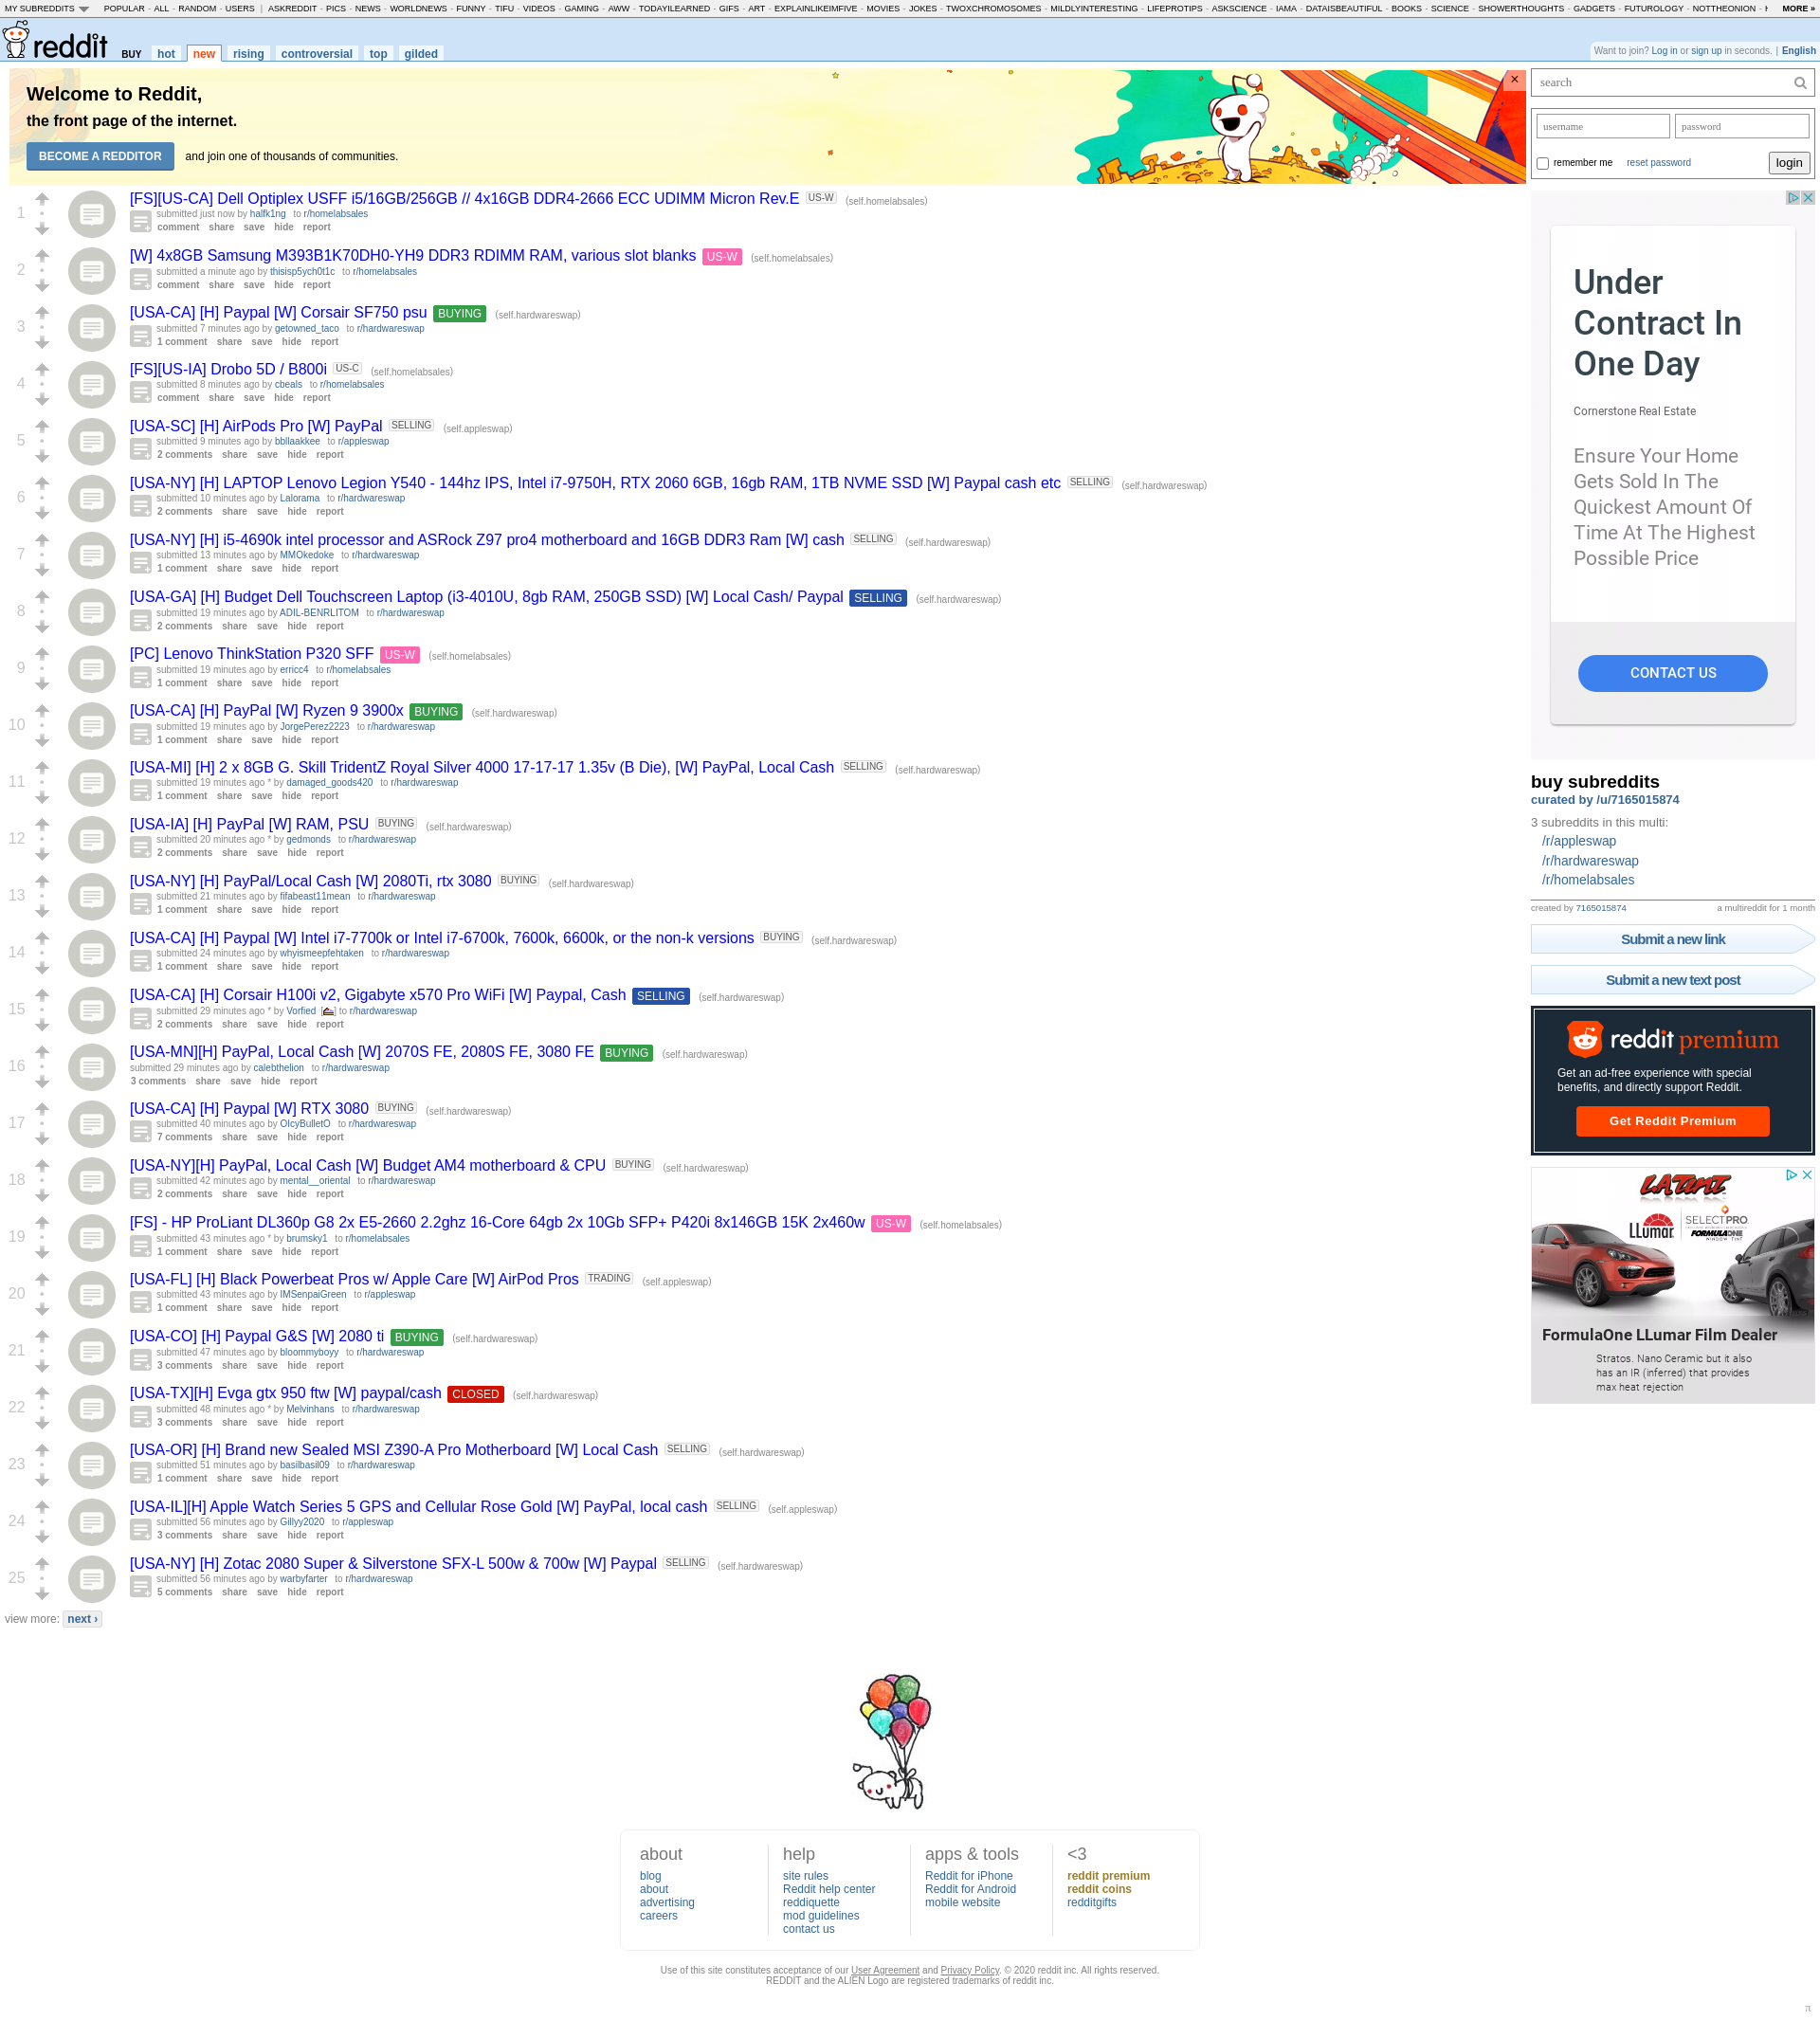 MY SUBREDDITS POPULAR - ALL - RANDOM - USERS | ASKREDDIT - PICS - NEWS - WORLDNEWS - FUNNY - TIFU - VIDEOS - GAMING - AWW - TODAYILEARNED - GIFS - ART - EXPLAINLIKEIMFIVE - MOVIES - JOKES - TWOXCHROMOSOMES - MILDLYINTERESTING - LIFEPROTIPS - ASKSCIENCE - IAMA - DATAISBEAUTIFUL - BOOKS - SCIENCE - SHOWERTHOUGHTS - GADGETS - FUTUROLOGY - NOTTHEONION - MORE »
reddit BUY hot new rising controversial top gilded
Want to join? Log in or sign up in seconds. | English
Welcome to Reddit,
the front page of the internet.
BECOME A REDDITOR and join one of thousands of communities.
×
1
[FS][US-CA] Dell Optiplex USFF i5/16GB/256GB // 4x16GB DDR4-2666 ECC UDIMM Micron Rev.E US-W (self.homelabsales)
submitted just now by halfk1ng to r/homelabsales
comment share save hide report
2
[W] 4x8GB Samsung M393B1K70DH0-YH9 DDR3 RDIMM RAM, various slot blanks US-W (self.homelabsales)
submitted a minute ago by thisisp5ych0t1c to r/homelabsales
comment share save hide report
3
[USA-CA] [H] Paypal [W] Corsair SF750 psu BUYING (self.hardwareswap)
submitted 7 minutes ago by getowned_taco to r/hardwareswap
1 comment share save hide report
4
[FS][US-IA] Drobo 5D / B800i US-C (self.homelabsales)
submitted 8 minutes ago by cbeals to r/homelabsales
comment share save hide report
5
[USA-SC] [H] AirPods Pro [W] PayPal SELLING (self.appleswap)
submitted 9 minutes ago by bbllaakkee to r/appleswap
2 comments share save hide report
6
[USA-NY] [H] LAPTOP Lenovo Legion Y540 - 144hz IPS, Intel i7-9750H, RTX 2060 6GB, 16gb RAM, 1TB NVME SSD [W] Paypal cash etc SELLING (self.hardwareswap)
submitted 10 minutes ago by Lalorama to r/hardwareswap
2 comments share save hide report
7
[USA-NY] [H] i5-4690k intel processor and ASRock Z97 pro4 motherboard and 16GB DDR3 Ram [W] cash SELLING (self.hardwareswap)
submitted 13 minutes ago by MMOkedoke to r/hardwareswap
1 comment share save hide report
8
[USA-GA] [H] Budget Dell Touchscreen Laptop (i3-4010U, 8gb RAM, 250GB SSD) [W] Local Cash/ Paypal SELLING (self.hardwareswap)
submitted 19 minutes ago by ADIL-BENRLITOM to r/hardwareswap
2 comments share save hide report
9
[PC] Lenovo ThinkStation P320 SFF US-W (self.homelabsales)
submitted 19 minutes ago by erricc4 to r/homelabsales
1 comment share save hide report
10
[USA-CA] [H] PayPal [W] Ryzen 9 3900x BUYING (self.hardwareswap)
submitted 19 minutes ago by JorgePerez2223 to r/hardwareswap
1 comment share save hide report
11
[USA-MI] [H] 2 x 8GB G. Skill TridentZ Royal Silver 4000 17-17-17 1.35v (B Die), [W] PayPal, Local Cash SELLING (self.hardwareswap)
submitted 19 minutes ago * by damaged_goods420 to r/hardwareswap
1 comment share save hide report
12
[USA-IA] [H] PayPal [W] RAM, PSU BUYING (self.hardwareswap)
submitted 20 minutes ago * by gedmonds to r/hardwareswap
2 comments share save hide report
13
[USA-NY] [H] PayPal/Local Cash [W] 2080Ti, rtx 3080 BUYING (self.hardwareswap)
submitted 21 minutes ago by fifabeast11mean to r/hardwareswap
1 comment share save hide report
14
[USA-CA] [H] Paypal [W] Intel i7-7700k or Intel i7-6700k, 7600k, 6600k, or the non-k versions BUYING (self.hardwareswap)
submitted 24 minutes ago by whyismeepfehtaken to r/hardwareswap
1 comment share save hide report
15
[USA-CA] [H] Corsair H100i v2, Gigabyte x570 Pro WiFi [W] Paypal, Cash SELLING (self.hardwareswap)
submitted 29 minutes ago * by Vorfied [] to r/hardwareswap
2 comments share save hide report
16
[USA-MN][H] PayPal, Local Cash [W] 2070S FE, 2080S FE, 3080 FE BUYING (self.hardwareswap)
submitted 29 minutes ago by calebthelion to r/hardwareswap
3 comments share save hide report
17
[USA-CA] [H] Paypal [W] RTX 3080 BUYING (self.hardwareswap)
submitted 40 minutes ago by OIcyBulletO to r/hardwareswap
7 comments share save hide report
18
[USA-NY][H] PayPal, Local Cash [W] Budget AM4 motherboard & CPU BUYING (self.hardwareswap)
submitted 42 minutes ago by mental__oriental to r/hardwareswap
2 comments share save hide report
19
[FS] - HP ProLiant DL360p G8 2x E5-2660 2.2ghz 16-Core 64gb 2x 10Gb SFP+ P420i 8x146GB 15K 2x460w US-W (self.homelabsales)
submitted 43 minutes ago * by brumsky1 to r/homelabsales
1 comment share save hide report
20
[USA-FL] [H] Black Powerbeat Pros w/ Apple Care [W] AirPod Pros TRADING (self.appleswap)
submitted 43 minutes ago by IMSenpaiGreen to r/appleswap
1 comment share save hide report
21
[USA-CO] [H] Paypal G&S [W] 2080 ti BUYING (self.hardwareswap)
submitted 47 minutes ago by bloommyboyy to r/hardwareswap
3 comments share save hide report
22
[USA-TX][H] Evga gtx 950 ftw [W] paypal/cash CLOSED (self.hardwareswap)
submitted 48 minutes ago * by Melvinhans to r/hardwareswap
3 comments share save hide report
23
[USA-OR] [H] Brand new Sealed MSI Z390-A Pro Motherboard [W] Local Cash SELLING (self.hardwareswap)
submitted 51 minutes ago by basilbasil09 to r/hardwareswap
1 comment share save hide report
24
[USA-IL][H] Apple Watch Series 5 GPS and Cellular Rose Gold [W] PayPal, local cash SELLING (self.appleswap)
submitted 56 minutes ago by Gillyy2020 to r/appleswap
3 comments share save hide report
25
[USA-NY] [H] Zotac 2080 Super & Silverstone SFX-L 500w & 700w [W] Paypal SELLING (self.hardwareswap)
submitted 56 minutes ago by warbyfarter to r/hardwareswap
5 comments share save hide report
view more: next ›
search
username password
remember me reset password login
Under
Contract In
One Day
Cornerstone Real Estate
Ensure Your Home
Gets Sold In The
Quickest Amount Of
Time At The Highest
Possible Price
CONTACT US
buy subreddits
curated by /u/7165015874
3 subreddits in this multi:
/r/appleswap
/r/hardwareswap
/r/homelabsales
created by 7165015874 a multireddit for 1 month
Submit a new link
Submit a new text post
reddit premium
Get an ad-free experience with special
benefits, and directly support Reddit.
Get Reddit Premium
LATINT
LLumar SELECTPRO
FORMULAONE
WINDOW TINT
FormulaOne LLumar Film Dealer
Stratos. Nano Ceramic but it also
has an IR (inferred) that provides
max heat rejection
about
blog
about
advertising
careers
help
site rules
Reddit help center
reddiquette
mod guidelines
contact us
apps & tools
Reddit for iPhone
Reddit for Android
mobile website
<3
reddit premium
reddit coins
redditgifts
Use of this site constitutes acceptance of our User Agreement and Privacy Policy. © 2020 reddit inc. All rights reserved.
REDDIT and the ALIEN Logo are registered trademarks of reddit inc.
π